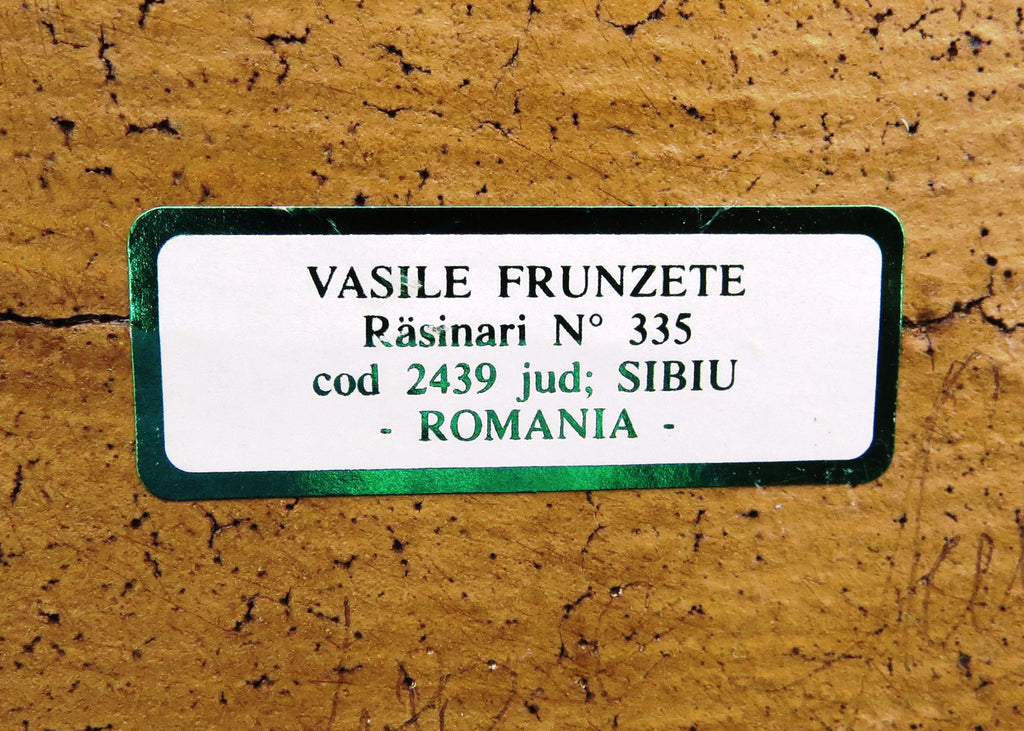 VASILE FRUNZETE
Räsinari N° 335
cod 2439 jud; SIBIU
- ROMANIA -